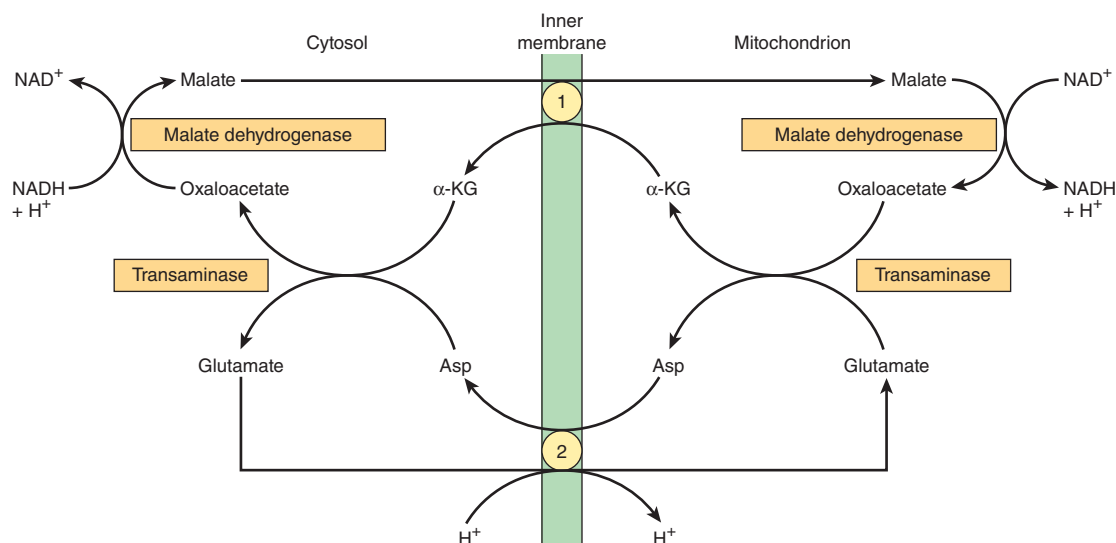 Cytosol
Inner
membrane
Mitochondrion
NAD⁺
Malate
Malate
NAD⁺
1
Malate dehydrogenase
Malate dehydrogenase
NADH
+ H⁺
Oxaloacetate
α-KG
α-KG
Oxaloacetate
NADH
+ H⁺
Transaminase
Transaminase
Glutamate
Asp
Asp
Glutamate
2
H⁺
H⁺